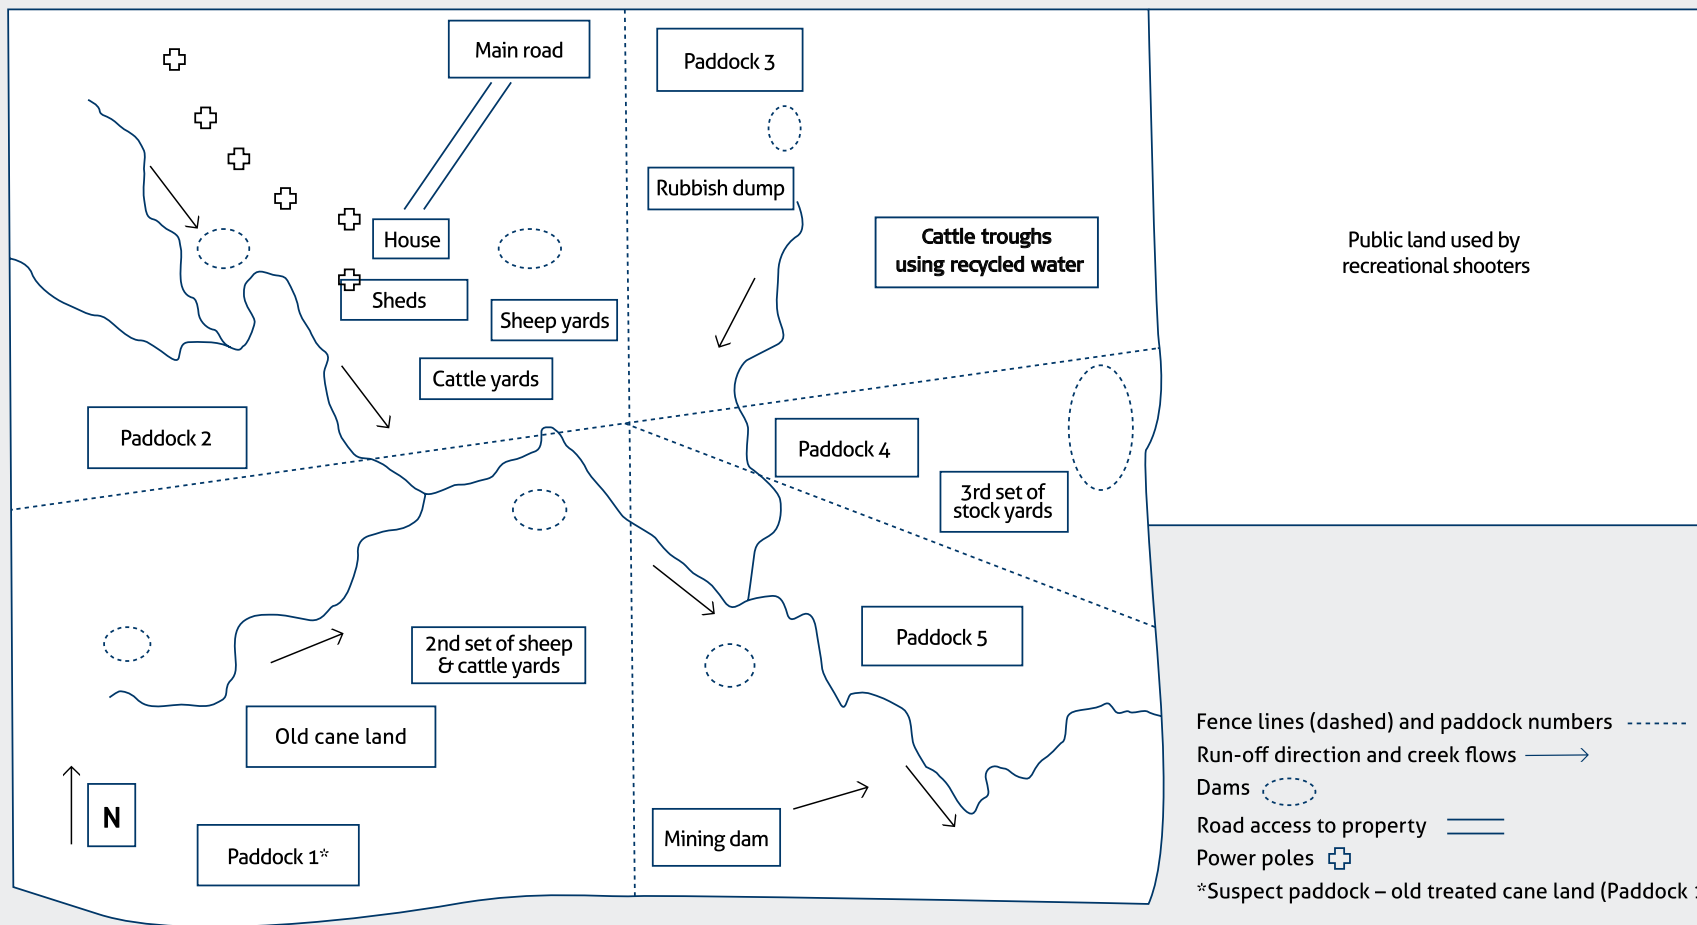 Main road
Paddock 3
Rubbish dump
House
Cattle troughs
using recycled water
Public land used by
recreational shooters
Sheds
Sheep yards
Cattle yards
Paddock 2
Paddock 4
3rd set of
stock yards
2nd set of sheep
& cattle yards
Paddock 5
Old cane land
N
Mining dam
Paddock 1*
Fence lines (dashed) and paddock numbers
Run-off direction and creek flows
Dams
Road access to property
Power poles
*Suspect paddock – old treated cane land (Paddock